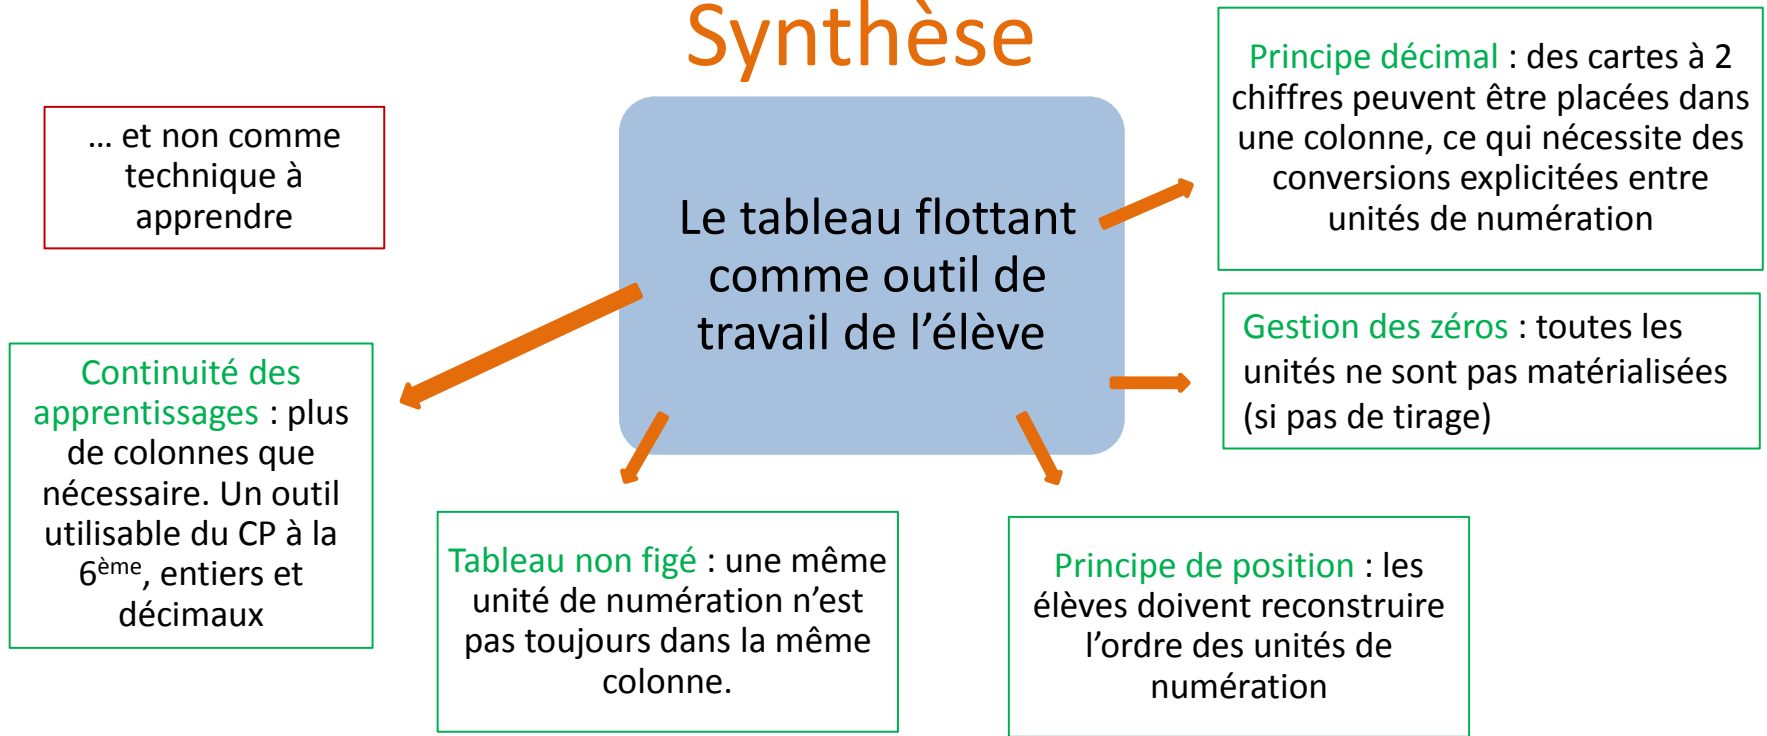 Synthèse
… et non comme
technique à
apprendre
Le tableau flottant
comme outil de
travail de l’élève
Principe décimal : des cartes à 2
chiffres peuvent être placées dans
une colonne, ce qui nécessite des
conversions explicitées entre
unités de numération
Gestion des zéros : toutes les
unités ne sont pas matérialisées
(si pas de tirage)
Continuité des
apprentissages : plus
de colonnes que
nécessaire. Un outil
utilisable du CP à la
6ème, entiers et
décimaux
Tableau non figé : une même
unité de numération n’est
pas toujours dans la même
colonne.
Principe de position : les
élèves doivent reconstruire
l’ordre des unités de
numération